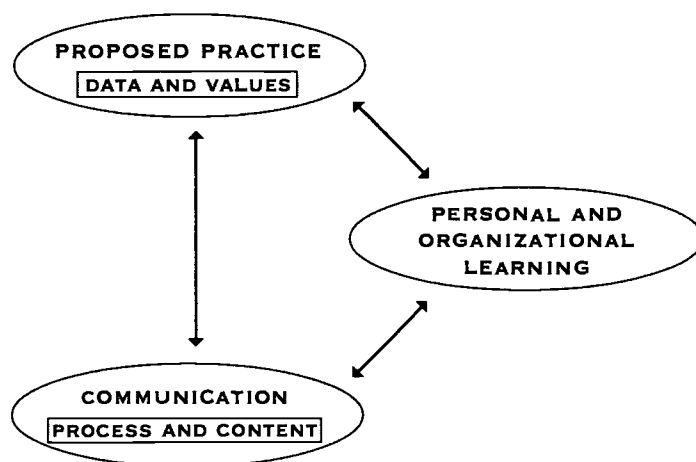 PROPOSED PRACTICE
DATA AND VALUES
PERSONAL AND
ORGANIZATIONAL
LEARNING
COMMUNICATION
PROCESS AND CONTENT